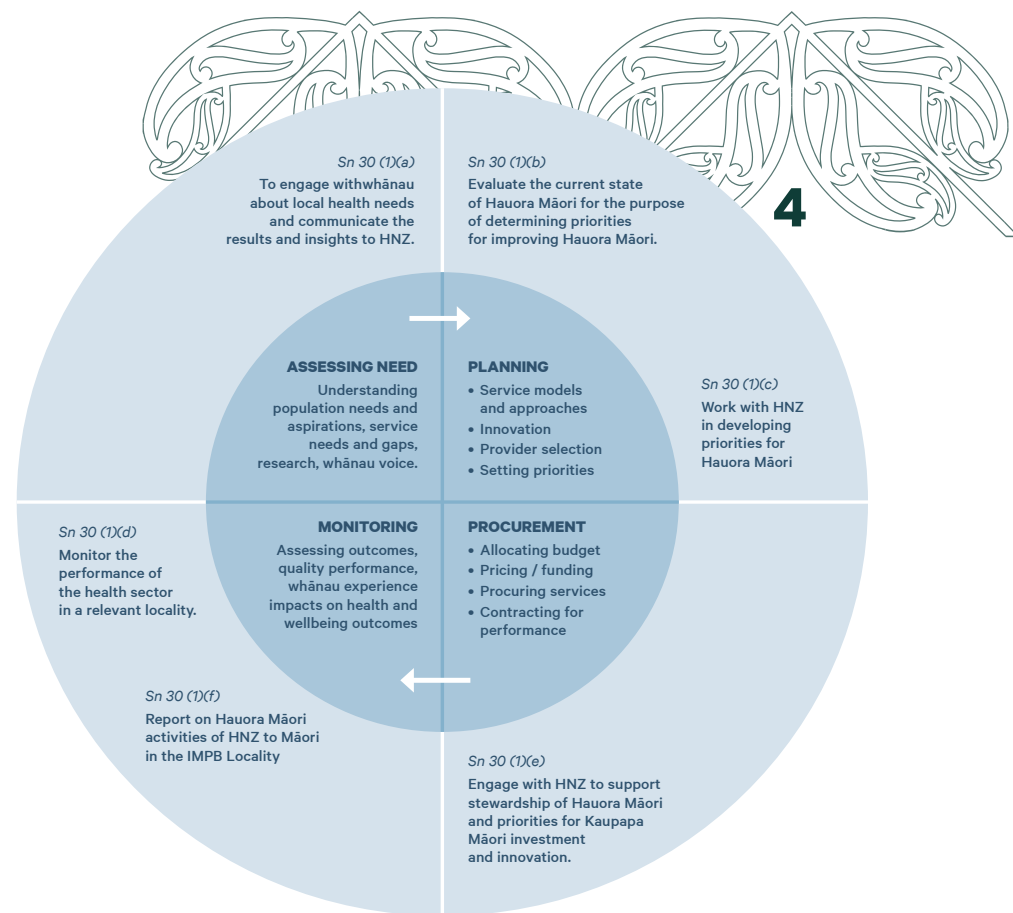 4
Sn 30 (1)(a)
To engage withwhānau
about local health needs
and communicate the
results and insights to HNZ.
Sn 30 (1)(b)
Evaluate the current state
of Hauora Māori for the purpose
of determining priorities
for improving Hauora Māori.
ASSESSING NEED
Understanding
population needs and
aspirations, service
needs and gaps,
research, whānau voice.
PLANNING
• Service models
and approaches
• Innovation
• Provider selection
• Setting priorities
Sn 30 (1)(c)
Work with HNZ
in developing
priorities for
Hauora Māori
Sn 30 (1)(d)
Monitor the
performance of
the health sector
in a relevant locality.
MONITORING
Assessing outcomes,
quality performance,
whānau experience
impacts on health and
wellbeing outcomes
PROCUREMENT
• Allocating budget
• Pricing / funding
• Procuring services
• Contracting for
performance
Sn 30 (1)(f)
Report on Hauora Māori
activities of HNZ to Māori
in the IMPB Locality
Sn 30 (1)(e)
Engage with HNZ to support
stewardship of Hauora Māori
and priorities for Kaupapa
Māori investment
and innovation.